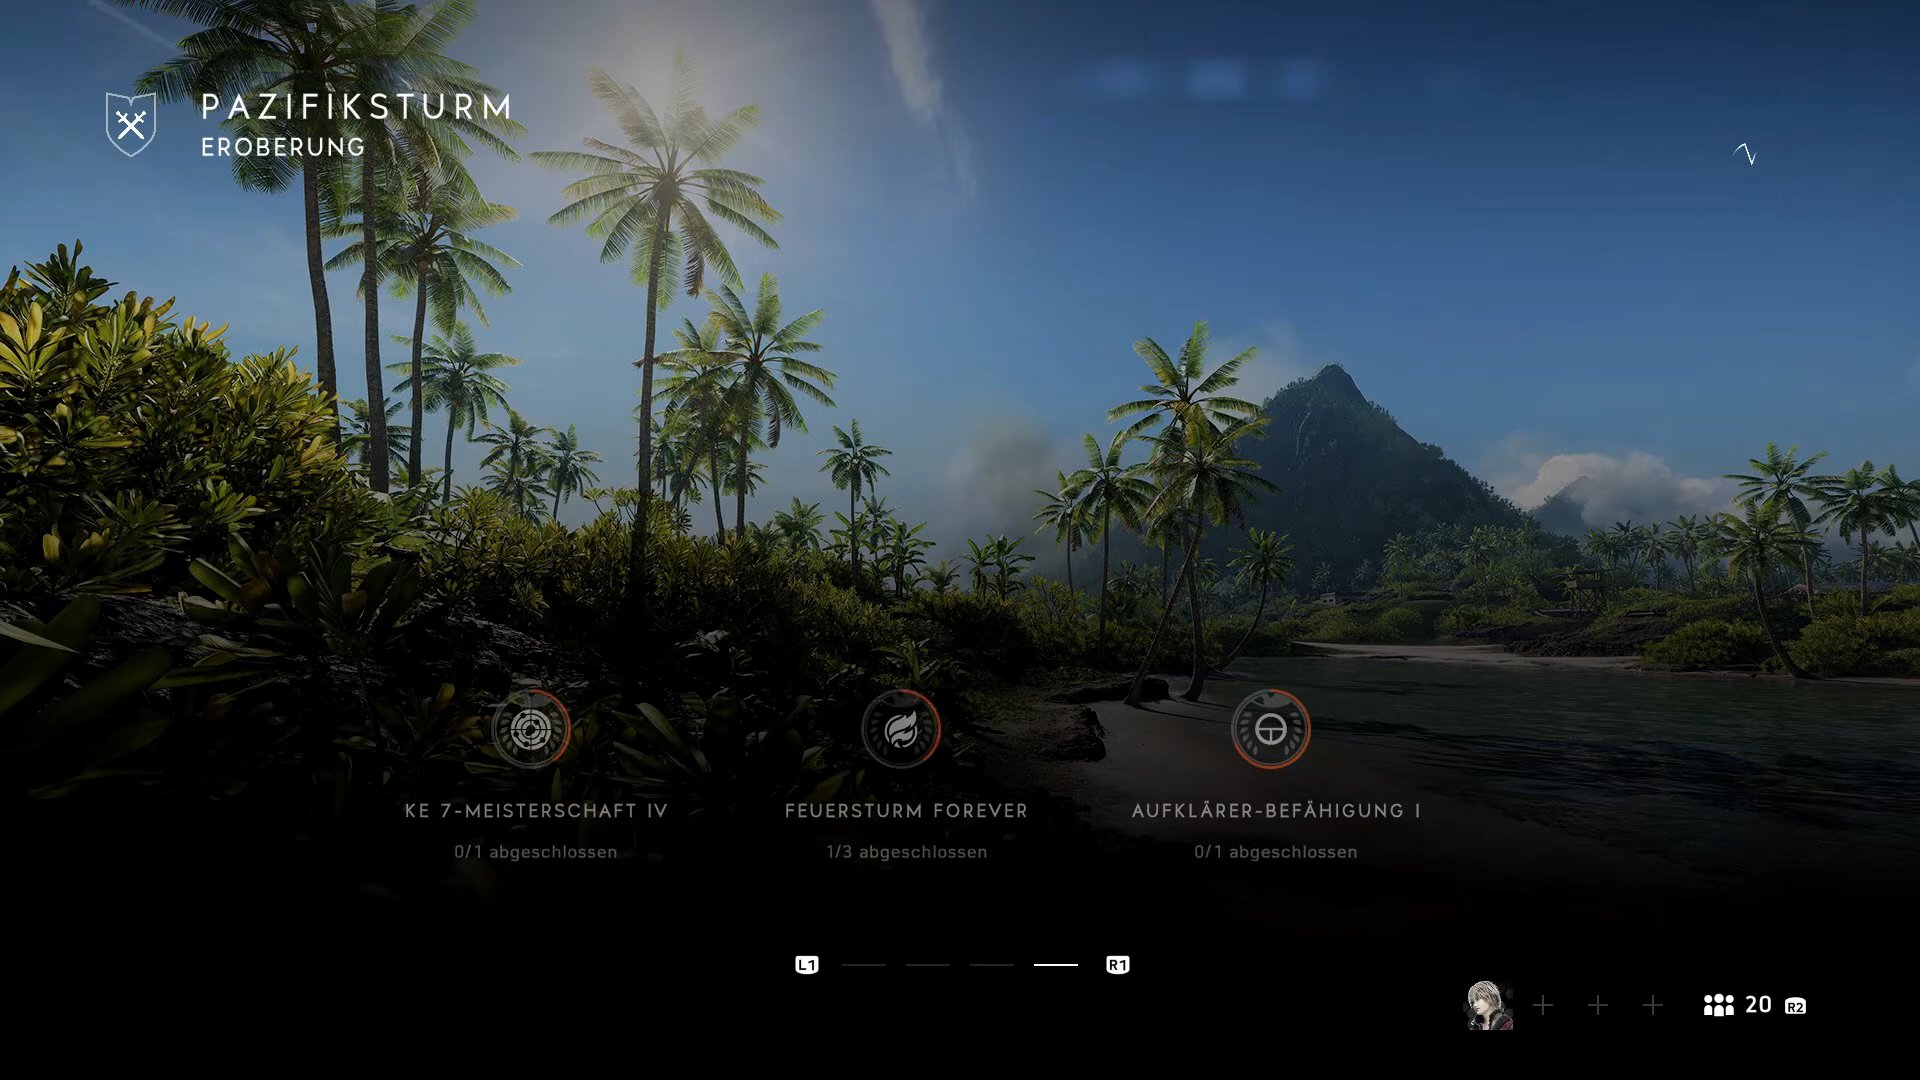 PAZIFIKSTURM
EROBERUNG
KE 7-MEISTERSCHAFT IV
0/1 abgeschlossen
FEUERSTURM FOREVER
1/3 abgeschlossen
AUFKLÄRER-BEFÄHIGUNG I
0/1 abgeschlossen
L1
R1
20 R2